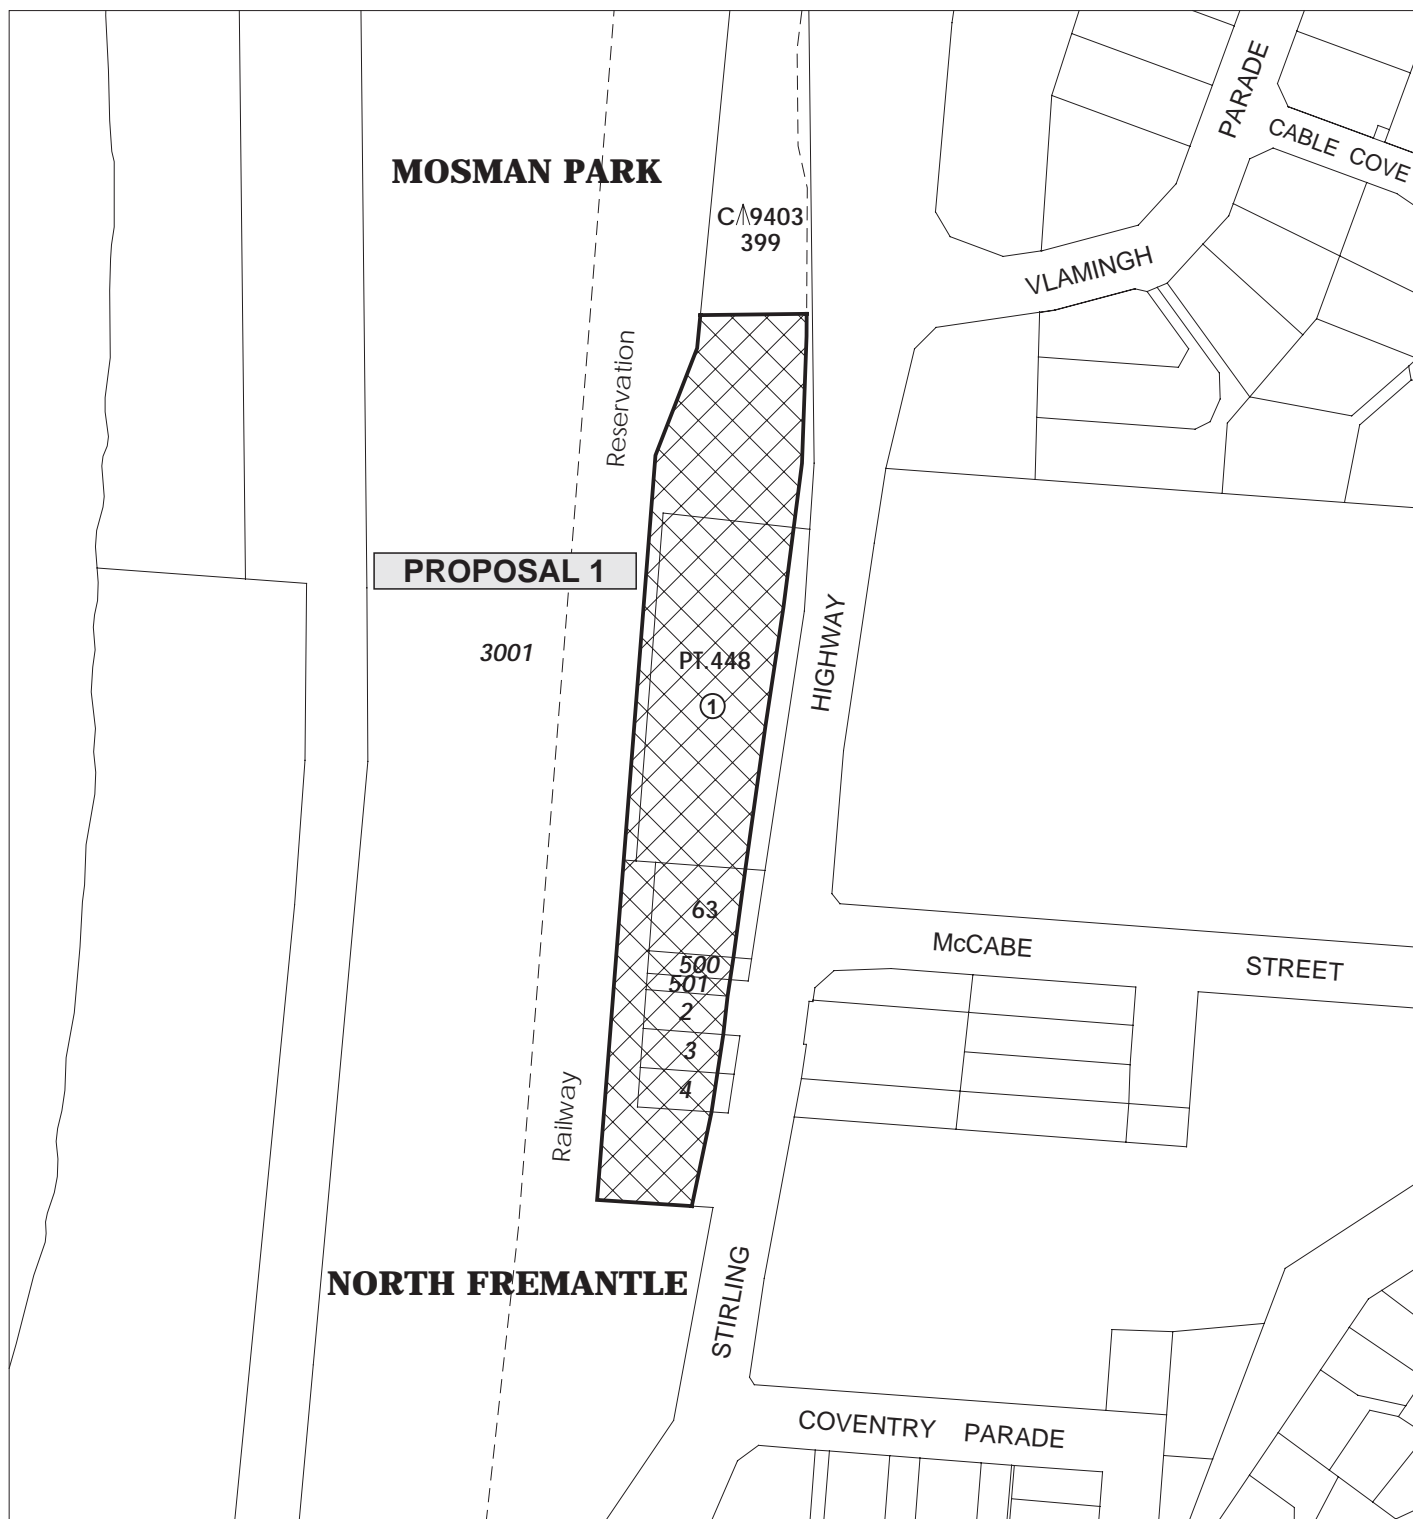 PARADE
CABLE COVE
MOSMAN PARK
C/\9403
399
VLAMINGH
Reservation
PROPOSAL 1
3001
PT.448
1
HIGHWAY
63
500
501
2
3
4
McCABE STREET
Railway
NORTH FREMANTLE
STIRLING
COVENTRY PARADE